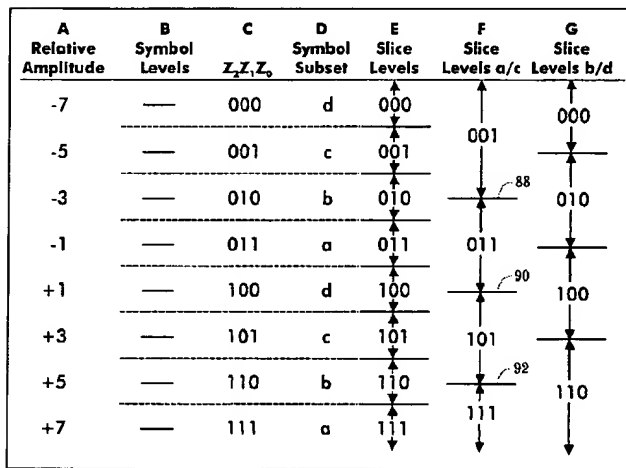 A B C D E F G
Relative Symbol Symbol Slice Slice Slice
Amplitude Levels Z₂Z₁Z₀ Subset Levels Levels a/c Levels b/d
-7 — 000 d 000 000
001
-5 — 001 c 001
-3 — 010 b 010 88 010
-1 — 011 a 011 011
+1 — 100 d 100 90 100
+3 — 101 c 101 101
+5 — 110 b 110 92 110
+7 — 111 a 111 111